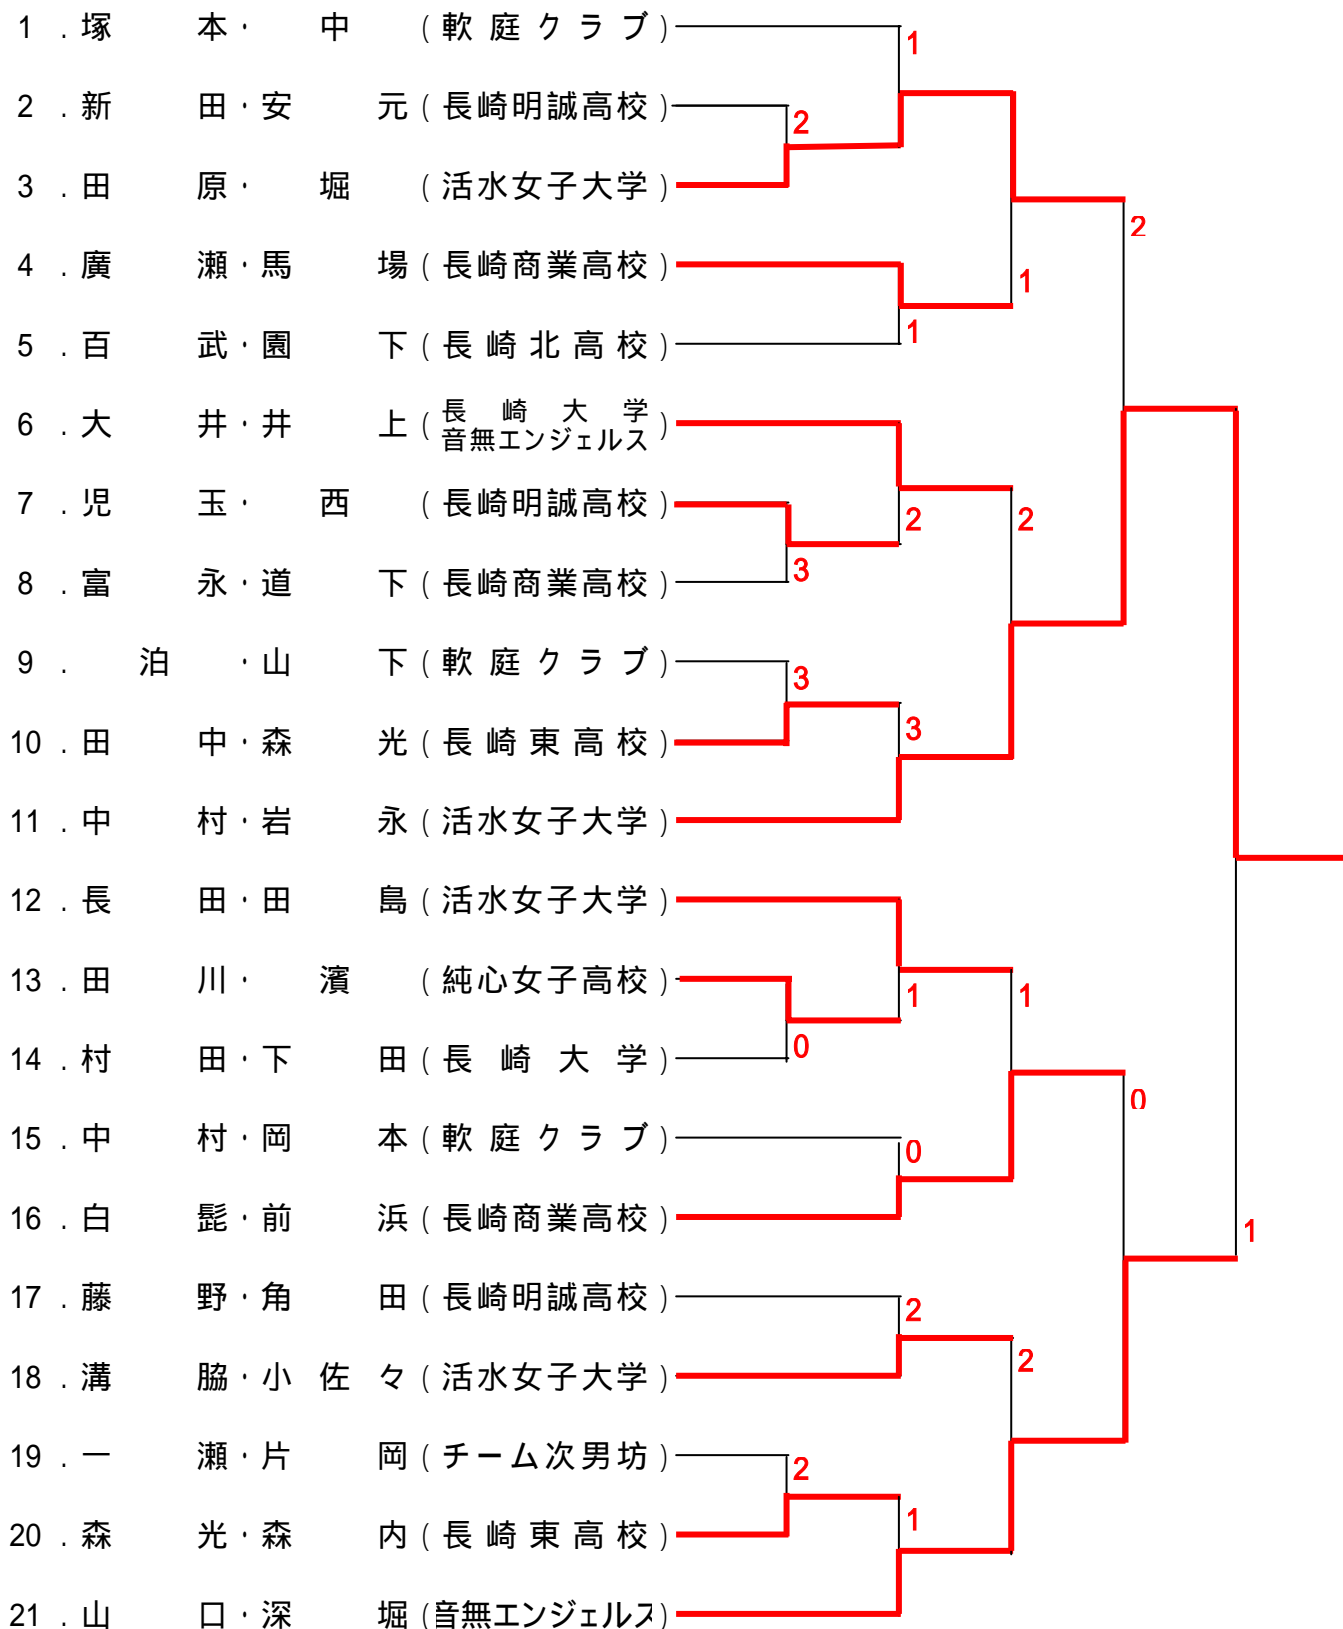 1 . 塚本・中 ( 軟庭クラブ )
1
2 . 新田・安元 ( 長崎明誠高校 )
2
3 . 田原・堀 ( 活水女子大学 )
2
4 . 廣瀬・馬場 ( 長崎商業高校 )
1
1
5 . 百武・園下 ( 長崎北高校 )
6 . 大井・井上 ( 長崎大学
音無エンジェルス )
7 . 児玉・西 ( 長崎明誠高校 )
2
2
8 . 富永・道下 ( 長崎商業高校 )
3
9 . 泊・山下 ( 軟庭クラブ )
3
10 . 田中・森光 ( 長崎東高校 )
3
11 . 中村・岩永 ( 活水女子大学 )
12 . 長田・田島 ( 活水女子大学 )
13 . 田川・濱 ( 純心女子高校 )
1
1
14 . 村田・下田 ( 長崎大学 )
0
0
15 . 中村・岡本 ( 軟庭クラブ )
0
16 . 白髭・前浜 ( 長崎商業高校 )
1
17 . 藤野・角田 ( 長崎明誠高校 )
2
18 . 溝脇・小佐々 ( 活水女子大学 )
2
19 . 一瀬・片岡 ( チーム次男坊 )
2
20 . 森光・森内 ( 長崎東高校 )
1
21 . 山口・深堀 ( 音無エンジェルス )